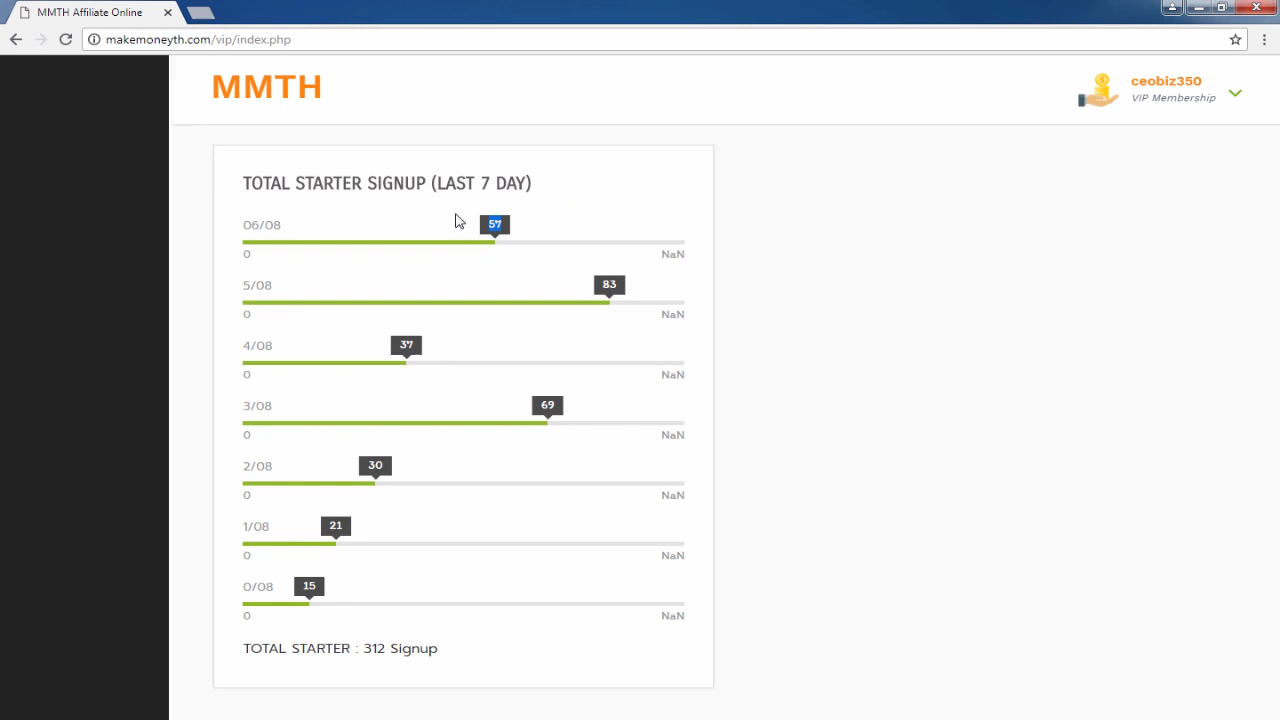 MMTH Affiliate Online
makemoneyth.com/vip/index.php
MMTH
ceobiz350
VIP Membership
TOTAL STARTER SIGNUP (LAST 7 DAY)
06/08
57
0 NaN
5/08
83
0 NaN
4/08
37
0 NaN
3/08
69
0 NaN
2/08
30
0 NaN
1/08
21
0 NaN
0/08
15
0 NaN
TOTAL STARTER : 312 Signup